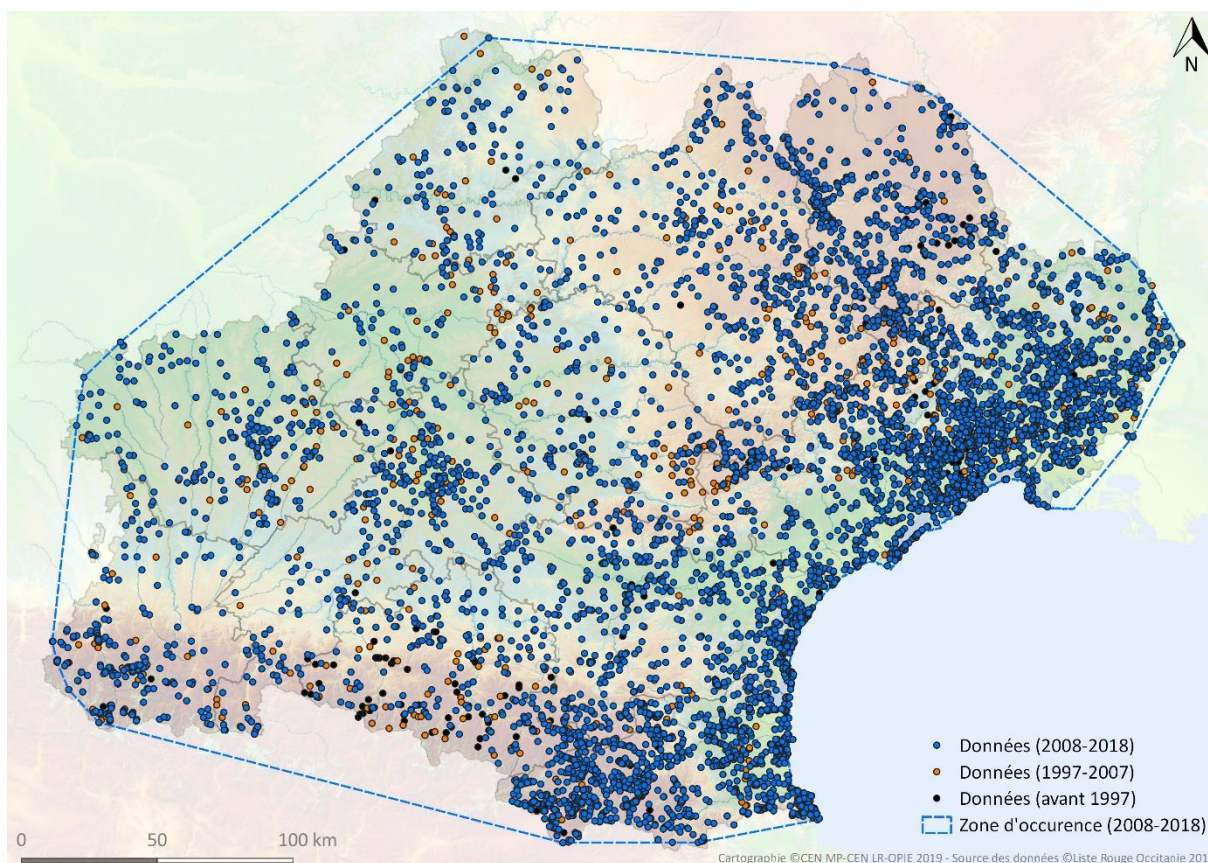 N
Données (2008-2018)
Données (1997-2007)
Données (avant 1997)
Zone d'occurence (2008-2018)
0 50 100 km
Cartographie ©CEN MP-CEN LR-OPIE 2019 - Source des données ©Liste Rouge Occitanie 201